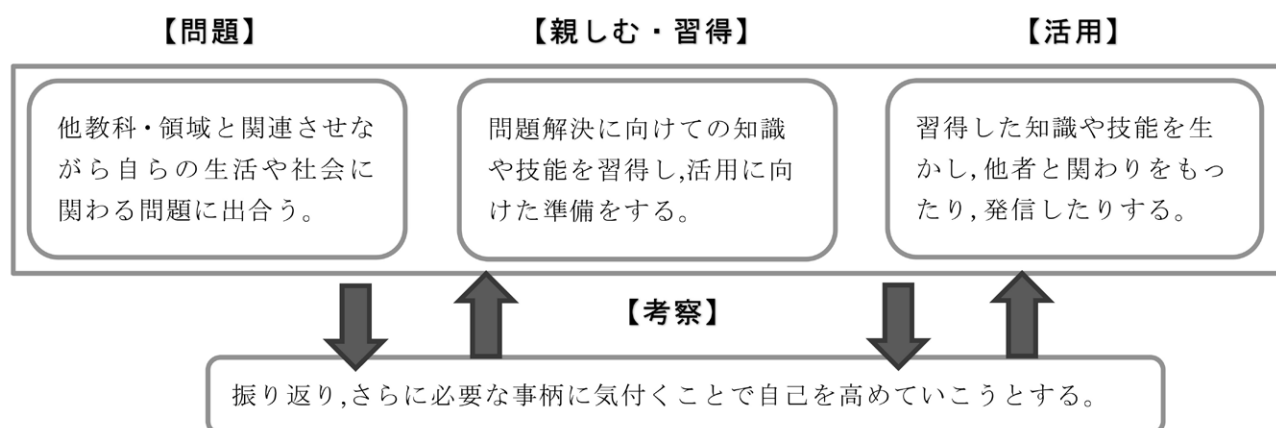 【問題】
【親しむ・習得】
【活用】
他教科・領域と関連させな
がら自らの生活や社会に
関わる問題に出合う。
問題解決に向けての知識
や技能を習得し,活用に向
けた準備をする。
習得した知識や技能を生
かし,他者と関わりをもっ
たり,発信したりする。
【考察】
振り返り,さらに必要な事柄に気付くことで自己を高めていこうとする。